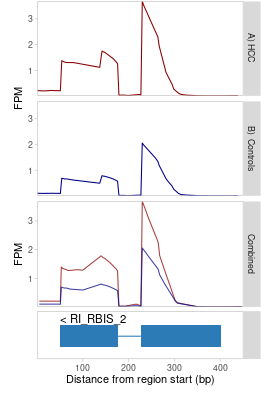 3
2
1
A) HCC
FPM
3
2
1
B) Controls
3
2
1
Combined
FPM
< RI_RBIS_2
100
200
300
400
Distance from region start (bp)